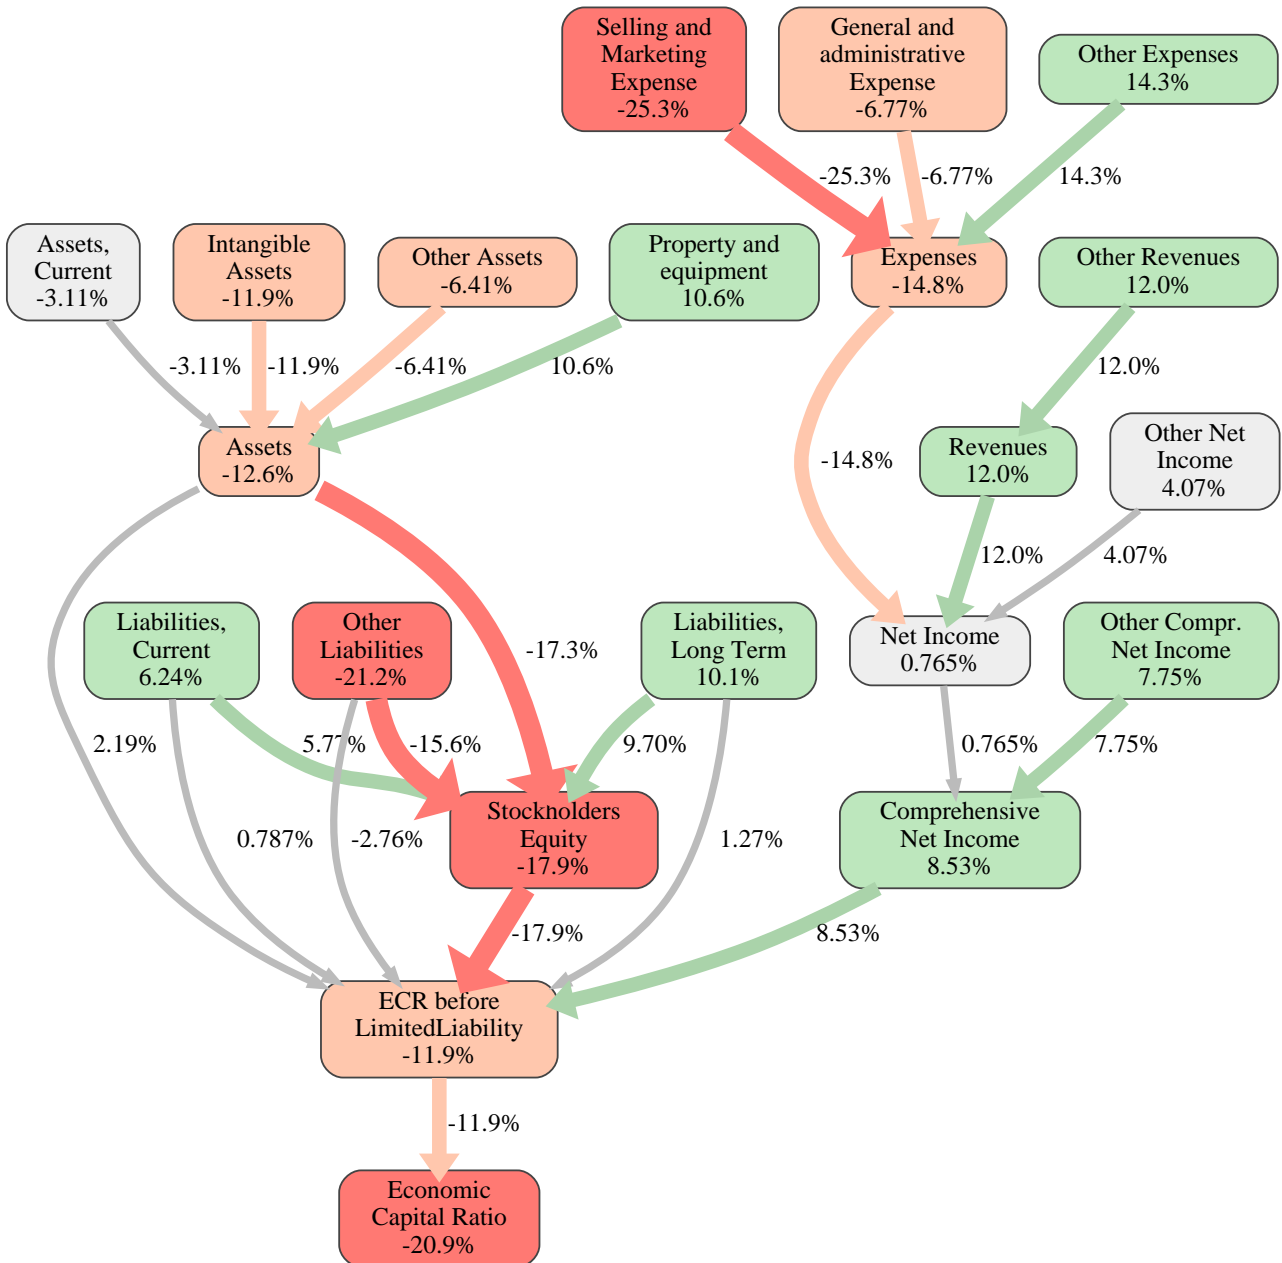 Selling and
Marketing
Expense
-25.3%
General and
administrative
Expense
-6.77%
Other Expenses
14.3%
-25.3%
-6.77%
14.3%
Assets,
Current
-3.11%
Intangible
Assets
-11.9%
Other Assets
-6.41%
Property and
equipment
10.6%
Expenses
-14.8%
Other Revenues
12.0%
-3.11%
-11.9%
-6.41%
10.6%
12.0%
Assets
-12.6%
-14.8%
Revenues
12.0%
Other Net
Income
4.07%
12.0%
4.07%
Liabilities,
Current
6.24%
Other
Liabilities
-21.2%
-17.3%
Liabilities,
Long Term
10.1%
Net Income
0.765%
Other Compr.
Net Income
7.75%
2.19%
5.77%
-15.6%
9.70%
0.765%
7.75%
0.787%
-2.76%
Stockholders
Equity
-17.9%
1.27%
Comprehensive
Net Income
8.53%
-17.9%
8.53%
ECR before
LimitedLiability
-11.9%
-11.9%
Economic
Capital Ratio
-20.9%